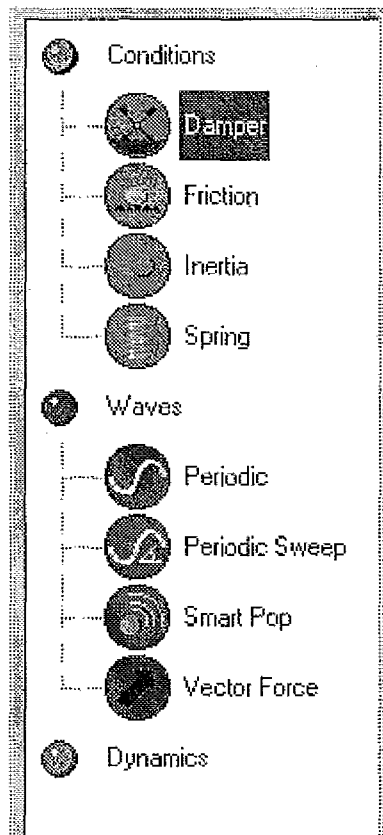 Conditions
Damper
Friction
Inertia
Spring
Waves
Periodic
Periodic Sweep
Smart Pop
Vector Force
Dynamics